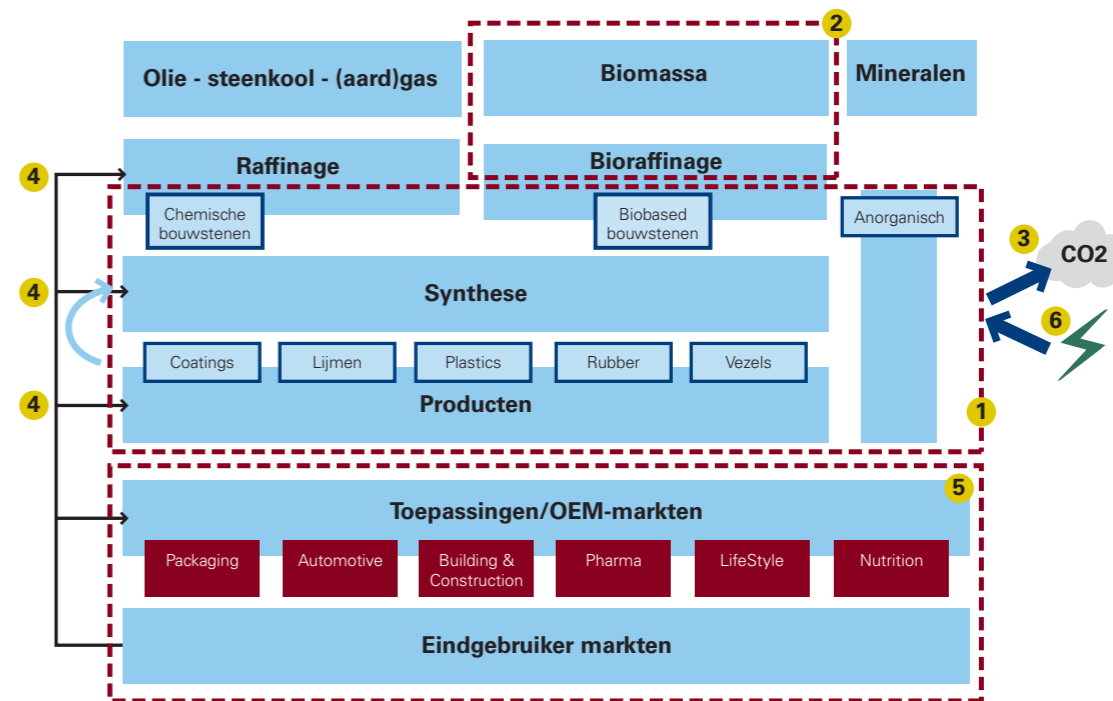 2
Olie - steenkool - (aard)gas
Biomassa
Mineralen
4
Raffinage
Bioraffinage
Chemische
bouwstenen
Biobased
bouwstenen
Anorganisch
3
CO2
4
Synthese
6
Coatings
Lijmen
Plastics
Rubber
Vezels
4
Producten
1
5
Toepassingen/OEM-markten
Packaging
Automotive
Building &
Construction
Pharma
LifeStyle
Nutrition
Eindgebruiker markten